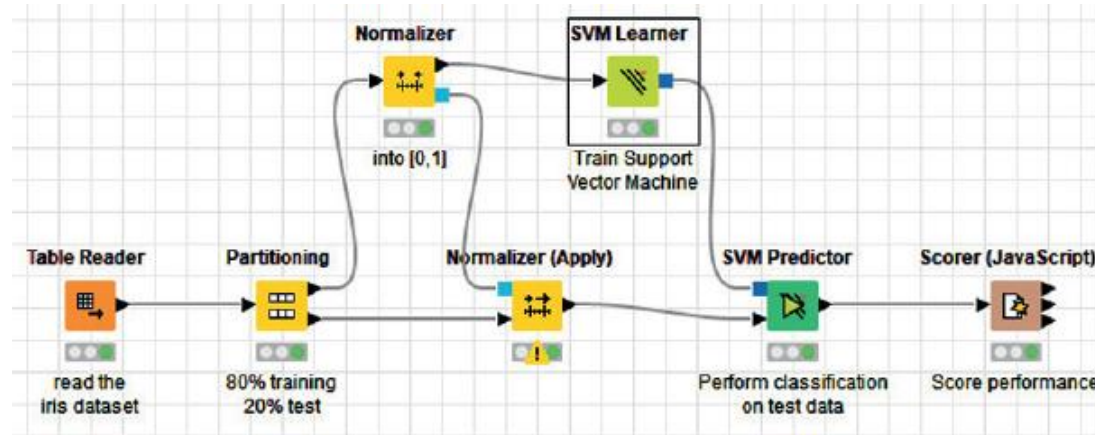 Normalizer
SVM Learner
into [0,1]
Train Support
Vector Machine
Table Reader
Partitioning
Normalizer (Apply)
SVM Predictor
Scorer (JavaScript)
read the
iris dataset
80% training
20% test
Perform classification
on test data
Score performance